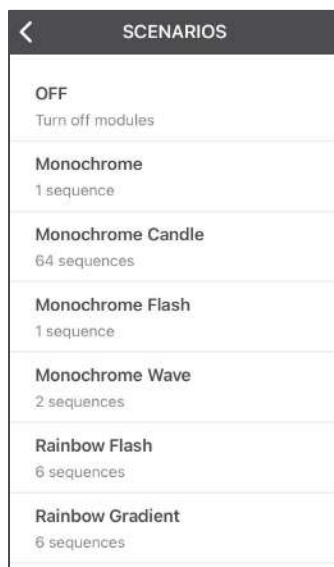 SCENARIOS
OFF
Turn off modules
Monochrome
1 sequence
Monochrome Candle
64 sequences
Monochrome Flash
1 sequence
Monochrome Wave
2 sequences
Rainbow Flash
6 sequences
Rainbow Gradient
6 sequences